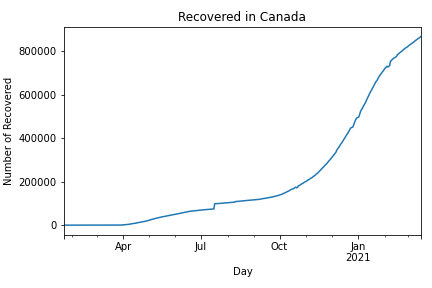 Recovered in Canada
Number of Recovered
800000
600000
400000
200000
0
Apr
Jul
Oct
Jan
2021
Day